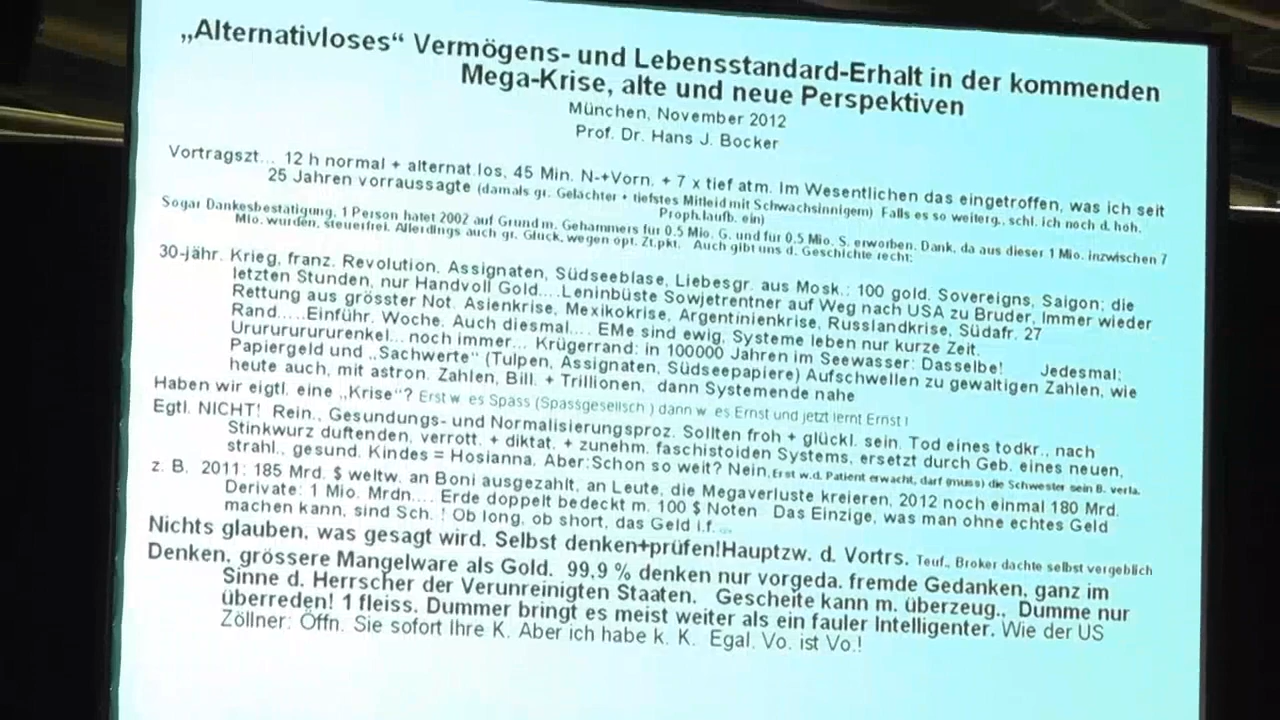 „Alternativloses“ Vermögens- und Lebensstandard-Erhalt in der kommenden
Mega-Krise, alte und neue Perspektiven
München, November 2012
Prof. Dr. Hans J. Bocker
Vortragszt... 12 h normal + alternat.los, 45 Min. N-+Vorn. + 7 x tief atm. Im Wesentlichen das eingetroffen, was ich seit
25 Jahren vorraussagte (damals gr. Gelächter + tiefstes Mitleid mit Schwachsinnigem) Falls es so weiterg., schl. ich noch d. höh.
Proph.laufb. ein)
Sogar Dankesbestätigung, 1 Person hatet 2002 auf Grund m. Gehämmers für 0.5 Mio. G. und für 0.5 Mio. S. erworben. Dank, da aus dieser 1 Mio. inzwischen 7
Mio. wurden, steuerfrei. Allerdings auch gr. Glück, wegen opt. Zt.pkt. Auch gibt uns d. Geschichte recht:
30-jähr. Krieg, franz. Revolution, Assignaten, Südseeblase, Liebesgr. aus Mosk.: 100 gold. Sovereigns, Saigon; die
letzten Stunden, nur Handvoll Gold....Leninbüste Sowjetrentner auf Weg nach USA zu Bruder, Immer wieder
Rettung aus grösster Not. Asienkrise, Mexikokrise, Argentinienkrise, Russlandkrise, Südafr. 27
Rand.....Einführ. Woche. Auch diesmal.... EMe sind ewig, Systeme leben nur kurze Zeit.
Urururururururenkel... noch immer... Krügerrand: in 100000 Jahren im Seewasser: Dasselbe! Jedesmal:
Papiergeld und „Sachwerte“ (Tulpen, Assignaten, Südseepapiere) Aufschwellen zu gewaltigen Zahlen, wie
heute auch, mit astron. Zahlen, Bill. + Trillionen, dann Systemende nahe
Haben wir eigtl. eine „Krise“? Erst w. es Spass (Spassgesellsch.) dann w. es Ernst und jetzt lernt Ernst!
Egtl. NICHT! Rein., Gesundungs- und Normalisierungsproz. Sollten froh + glückl. sein. Tod eines todkr., nach
Stinkwurz duftenden, verrott. + diktat. + zunehm. faschistoiden Systems, ersetzt durch Geb. eines neuen,
strahl., gesund. Kindes = Hosianna, Aber:Schon so weit? Nein,Erst w.d. Patient erwacht, darf (muss) die Schwester sein B. verla.
z. B. 2011: 185 Mrd. $ weltw. an Boni ausgezahlt, an Leute, die Megaverluste kreieren, 2012 noch einmal 180 Mrd.
Derivate: 1 Mio. Mrdn.... Erde doppelt bedeckt m. 100 $ Noten Das Einzige, was man ohne echtes Geld
machen kann, sind Sch. ! Ob long, ob short, das Geld i.f.
Nichts glauben, was gesagt wird. Selbst denken+prüfen!Hauptzw. d. Vortrs. Teuf., Broker dachte selbst vergeblich
Denken, grössere Mangelware als Gold. 99,9 % denken nur vorgeda. fremde Gedanken, ganz im
Sinne d. Herrscher der Verunreinigten Staaten. Gescheite kann m. überzeug., Dumme nur
überreden! 1 fleiss. Dummer bringt es meist weiter als ein fauler Intelligenter. Wie der US
Zöllner: Öffn. Sie sofort Ihre K. Aber ich habe k. K. Egal. Vo. ist Vo.!